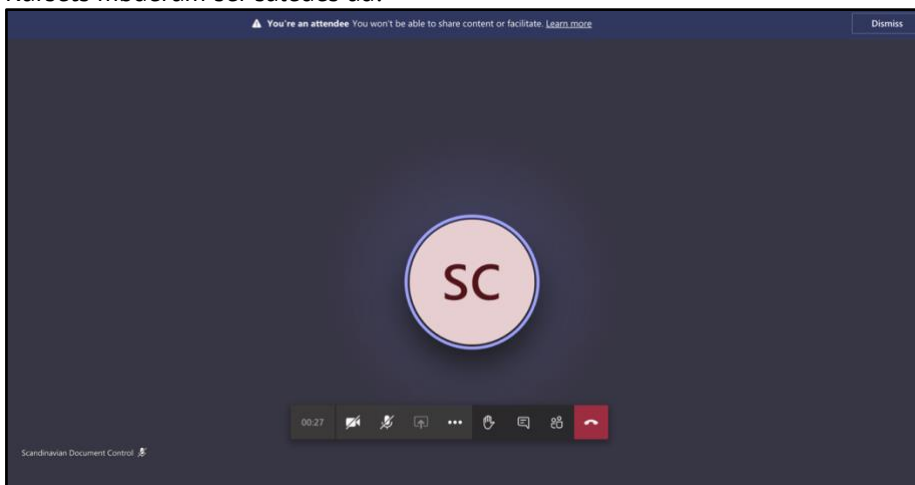 You're an attendee You won't be able to share content or facilitate. Learn more
Dismiss
SC
00:27
Scandinavian Document Control